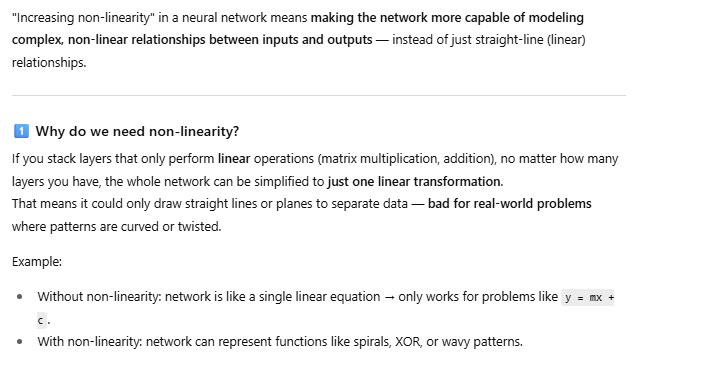 "Increasing non-linearity" in a neural network means making the network more capable of modeling
complex, non-linear relationships between inputs and outputs — instead of just straight-line (linear)
relationships.
1 Why do we need non-linearity?
If you stack layers that only perform linear operations (matrix multiplication, addition), no matter how many
layers you have, the whole network can be simplified to just one linear transformation.
That means it could only draw straight lines or planes to separate data — bad for real-world problems
where patterns are curved or twisted.
Example:
• Without non-linearity: network is like a single linear equation → only works for problems like y = mx +
c .
• With non-linearity: network can represent functions like spirals, XOR, or wavy patterns.